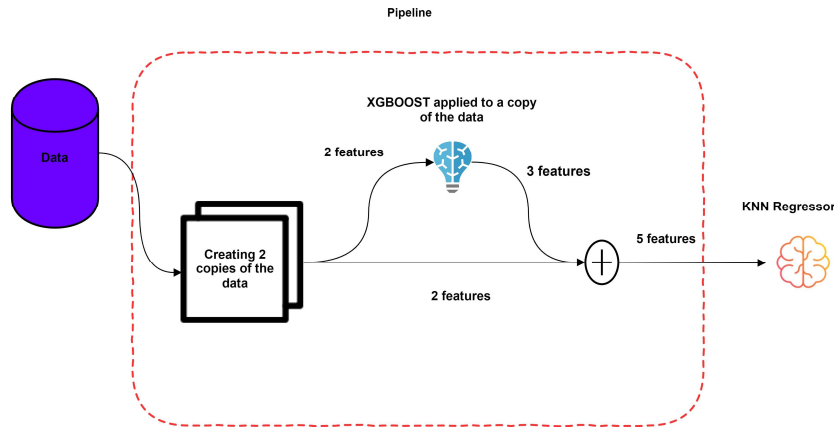 Pipeline
XGBOOST applied to a copy
of the data
Data
2 features
3 features
KNN Regressor
Creating 2
copies of the
data
5 features
2 features